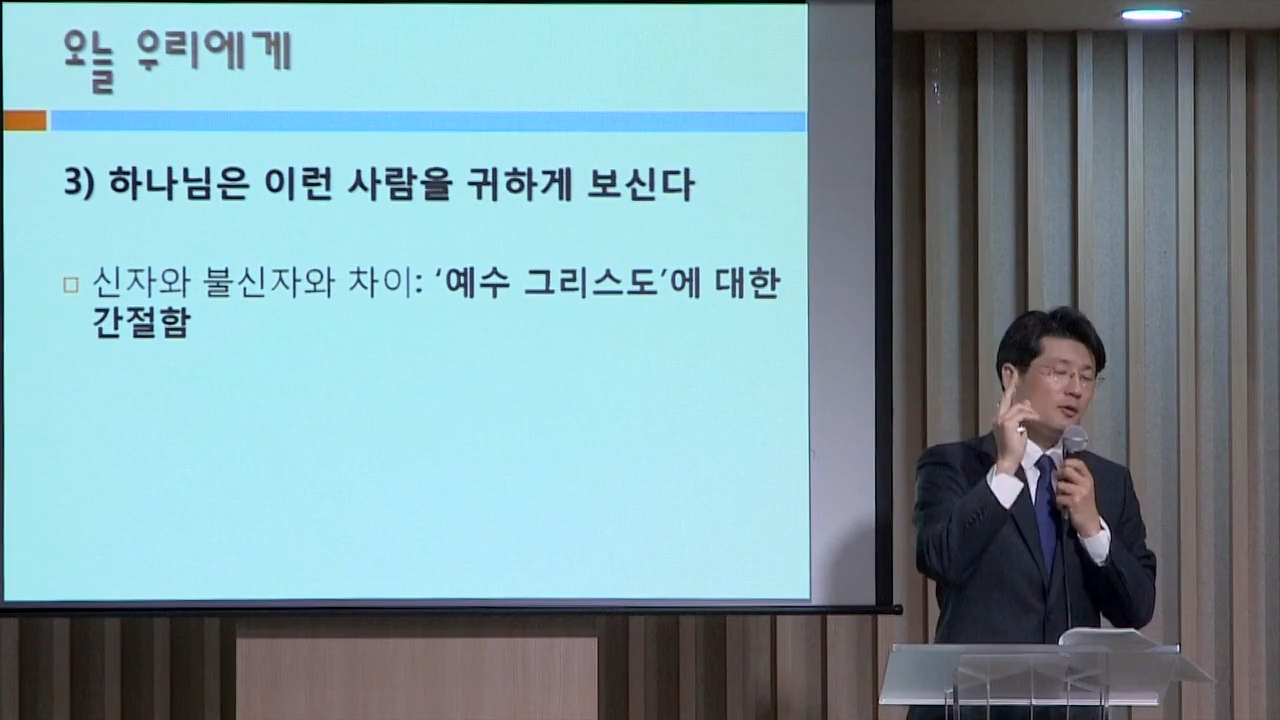 오늘 우리에게
3) 하나님은 이런 사람을 귀하게 보신다
신자와 불신자와 차이: ‘예수 그리스도’에 대한
간절함